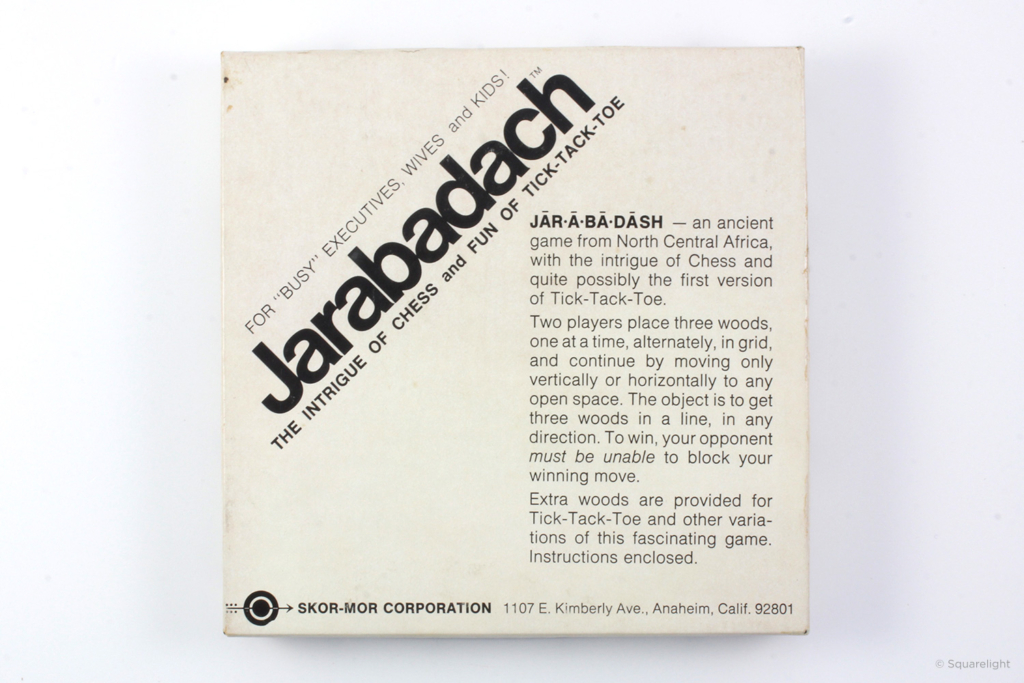 FOR "BUSY" EXECUTIVES, WIVES and KIDS!
Jarabadach™
THE INTRIGUE OF CHESS and FUN OF TICK-TACK-TOE
JĀR·Ā·BĀ·DĀSH — an ancient
game from North Central Africa,
with the intrigue of Chess and
quite possibly the first version
of Tick-Tack-Toe.
Two players place three woods,
one at a time, alternately, in grid,
and continue by moving only
vertically or horizontally to any
open space. The object is to get
three woods in a line, in any
direction. To win, your opponent
must be unable to block your
winning move.
Extra woods are provided for
Tick-Tack-Toe and other varia-
tions of this fascinating game.
Instructions enclosed.
SKOR-MOR CORPORATION 1107 E. Kimberly Ave., Anaheim, Calif. 92801
© Squarelight